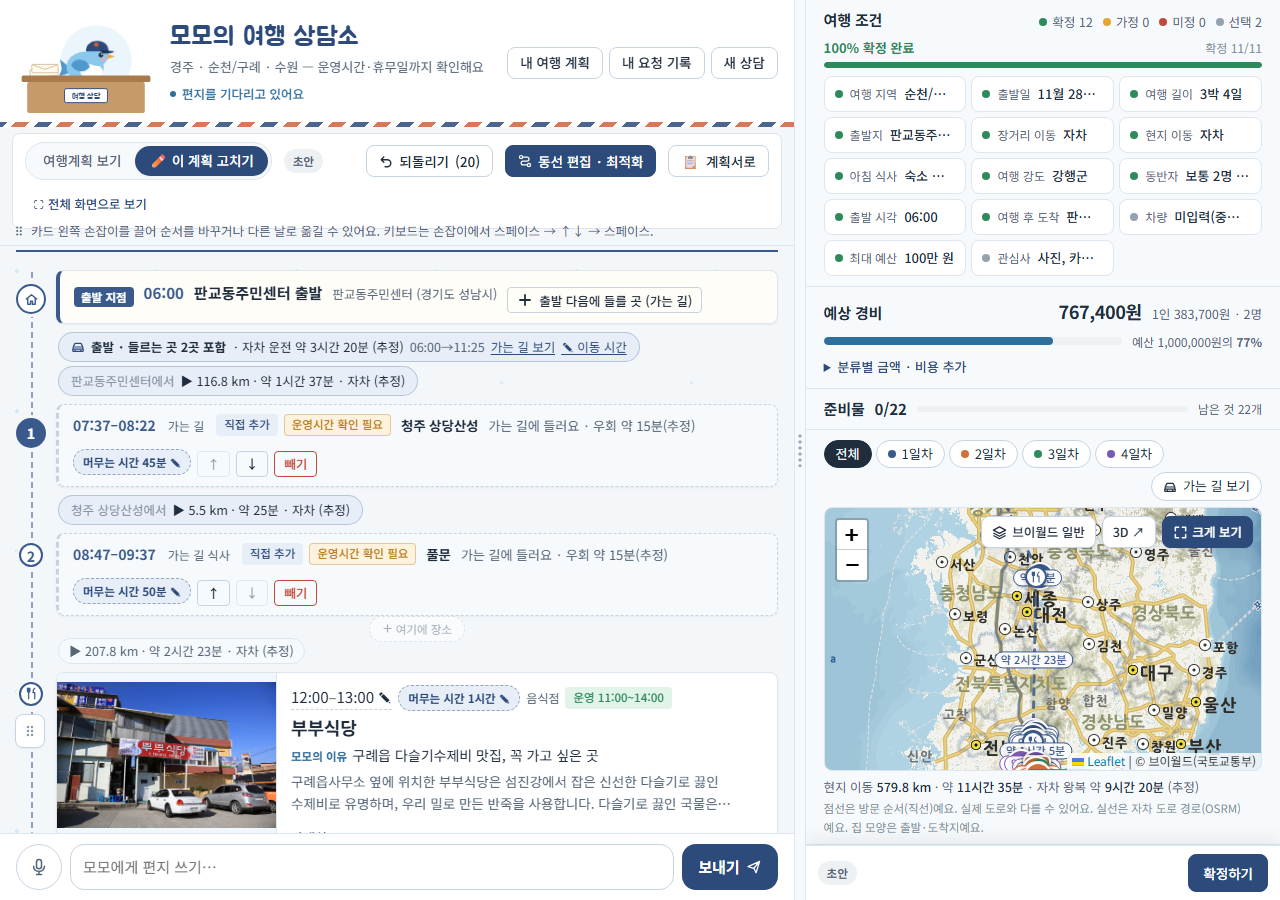 모모의 여행 상담소
경주 · 순천/구례 · 수원 — 운영시간·휴무일까지 확인해요
편지를 기다리고 있어요
여행 상담
내 여행 계획
내 요청 기록
새 상담
여행계획 보기
이 계획 고치기
초안
되돌리기 (20)
동선 편집 · 최적화
계획서로
전체 화면으로 보기
카드 왼쪽 손잡이를 끌어 순서를 바꾸거나 다른 날로 옮길 수 있어요. 키보드는 손잡이에서 스페이스 → ↑↓ → 스페이스.
출발 지점 06:00 판교동주민센터 출발 판교동주민센터 (경기도 성남시) + 출발 다음에 들를 곳 (가는 길)
출발 · 들르는 곳 2곳 포함 · 자차 운전 약 3시간 20분 (추정) 06:00→11:25 가는 길 보기 이동 시간
판교동주민센터에서 ▶ 116.8 km · 약 1시간 37분 · 자차 (추정)
1
07:37–08:22 가는 길 직접 추가 운영시간 확인 필요 청주 상당산성 가는 길에 들러요 · 우회 약 15분(추정)
머무는 시간 45분 ↑ ↓ 빼기
청주 상당산성에서 ▶ 5.5 km · 약 25분 · 자차 (추정)
2
08:47–09:37 가는 길 식사 직접 추가 운영시간 확인 필요 풀문 가는 길에 들러요 · 우회 약 15분(추정)
머무는 시간 50분 ↑ ↓ 빼기
+ 여기에 장소
▶ 207.8 km · 약 2시간 23분 · 자차 (추정)
12:00–13:00 머무는 시간 1시간 음식점 운영 11:00~14:00
부부식당
모모의 이유 구례읍 다슬기수제비 맛집, 꼭 가고 싶은 곳
구례읍사무소 옆에 위치한 부부식당은 섬진강에서 잡은 신선한 다슬기로 끓인
수제비로 유명하며, 우리 밀로 만든 반죽을 사용합니다. 다슬기로 끓인 국물은…
모모에게 편지 쓰기…
보내기
여행 조건
확정 12 가정 0 미정 0 선택 2
100% 확정 완료
확정 11/11
여행 지역 순천/…
출발일 11월 28…
여행 길이 3박 4일
출발지 판교동주…
장거리 이동 자차
현지 이동 자차
아침 식사 숙소 …
여행 강도 강행군
동반자 보통 2명 …
출발 시각 06:00
여행 후 도착 판…
차량 미입력(중…
최대 예산 100만 원
관심사 사진, 카…
예상 경비
767,400원 1인 383,700원 · 2명
예산 1,000,000원의 77%
▶ 분류별 금액 · 비용 추가
준비물 0/22
남은 것 22개
전체 1일차 2일차 3일차 4일차
가는 길 보기
+
−
브이월드 일반
3D ↗
크게 보기
천안
충청북도
영주
울진
서산
충청남도
세종
상주
경상북도
보령
대전
논산
김천
포항
군산
약 2시간 23분
대구
경주
전북특별자치도
고창
함양
합천
밀양
울산
경상남도
신안
진주
창원
부산
Leaflet | © 브이월드(국토교통부)
현지 이동 579.8 km · 약 11시간 35분 · 자차 왕복 약 9시간 20분 (추정)
점선은 방문 순서(직선)예요. 실제 도로와 다를 수 있어요. 실선은 자차 도로 경로(OSRM)
예요. 집 모양은 출발·도착지예요.
초안
확정하기